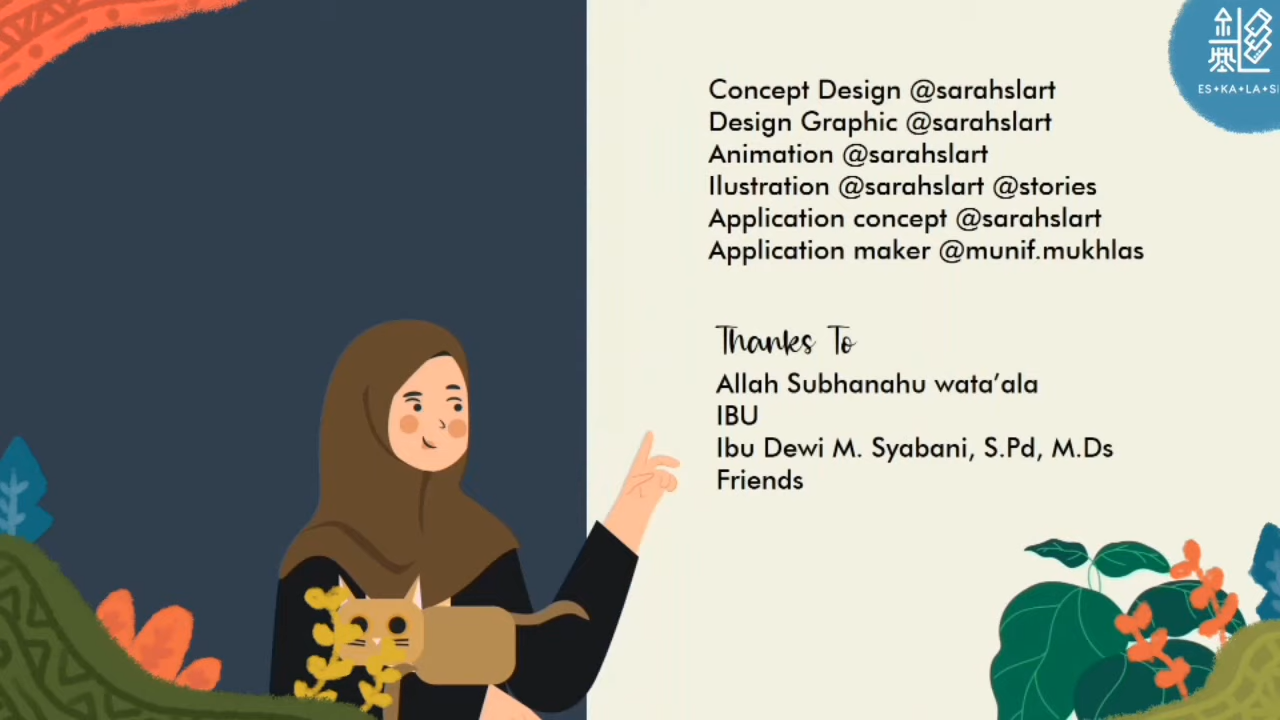 Concept Design @sarahslart
Design Graphic @sarahslart
Animation @sarahslart
Ilustration @sarahslart @stories
Application concept @sarahslart
Application maker @munif.mukhlas
Thanks To
Allah Subhanahu wata’ala
IBU
Ibu Dewi M. Syabani, S.Pd, M.Ds
Friends
ES+KA+LA+S